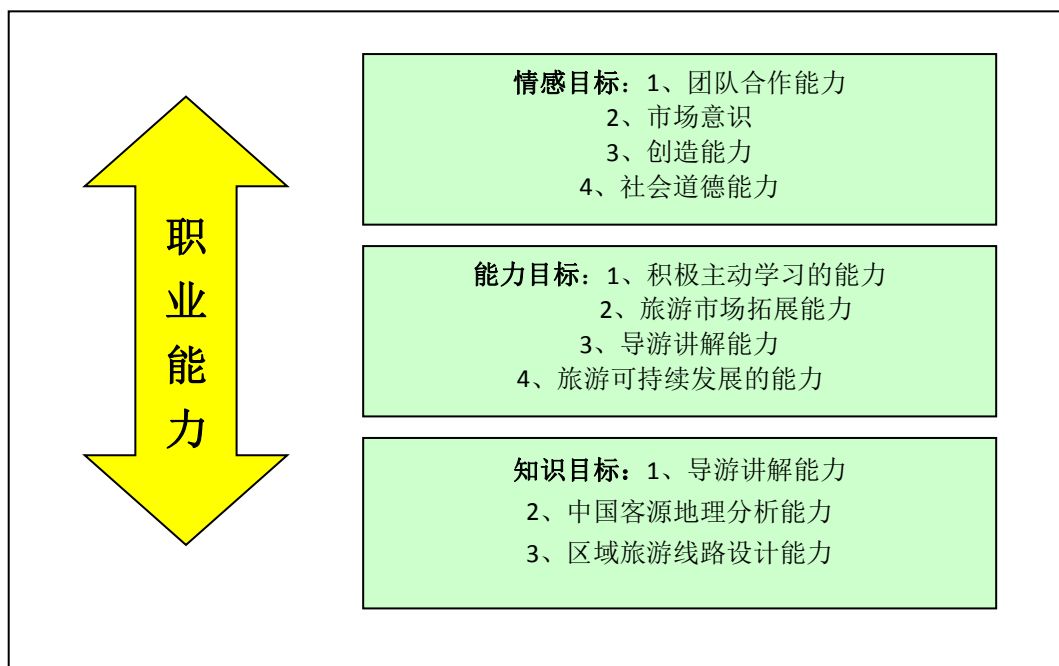 职
业
能
力
情感目标：1、团队合作能力
2、市场意识
3、创造能力
4、社会道德能力
能力目标：1、积极主动学习的能力
2、旅游市场拓展能力
3、导游讲解能力
4、旅游可持续发展的能力
知识目标：1、导游讲解能力
2、中国客源地理分析能力
3、区域旅游线路设计能力